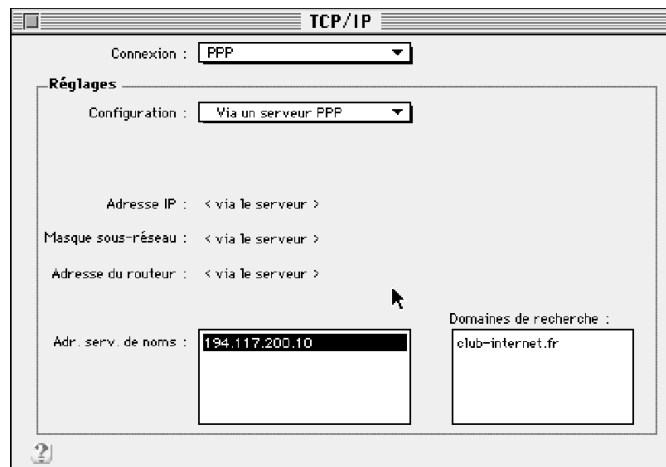 TCP/IP
Connexion : PPP
Réglages
Configuration : Via un serveur PPP
Adresse IP : < via le serveur >
Masque sous-réseau : < via le serveur >
Adresse du routeur : < via le serveur >
Domaines de recherche :
Adr. serv. de noms : 194.117.200.10 club-internet.fr
?